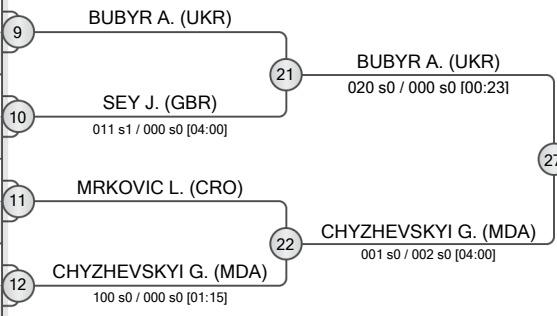 9
BUBYR A. (UKR)
21
BUBYR A. (UKR)
020 s0 / 000 s0 [00:23]
10
SEY J. (GBR)
011 s1 / 000 s0 [04:00]
27
11
MRKOVIC L. (CRO)
22
CHYZHEVSKYI G. (MDA)
001 s0 / 002 s0 [04:00]
12
CHYZHEVSKYI G. (MDA)
100 s0 / 000 s0 [01:15]